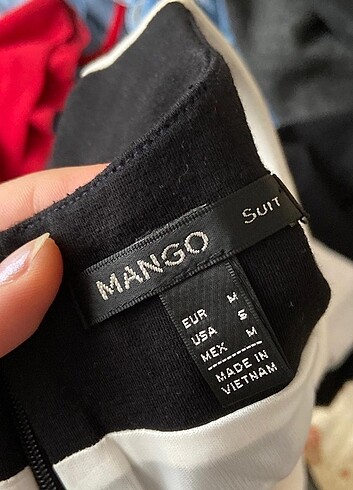 MANGO Suit
EUR M
USA S
MEX M
MADE IN
VIETNAM